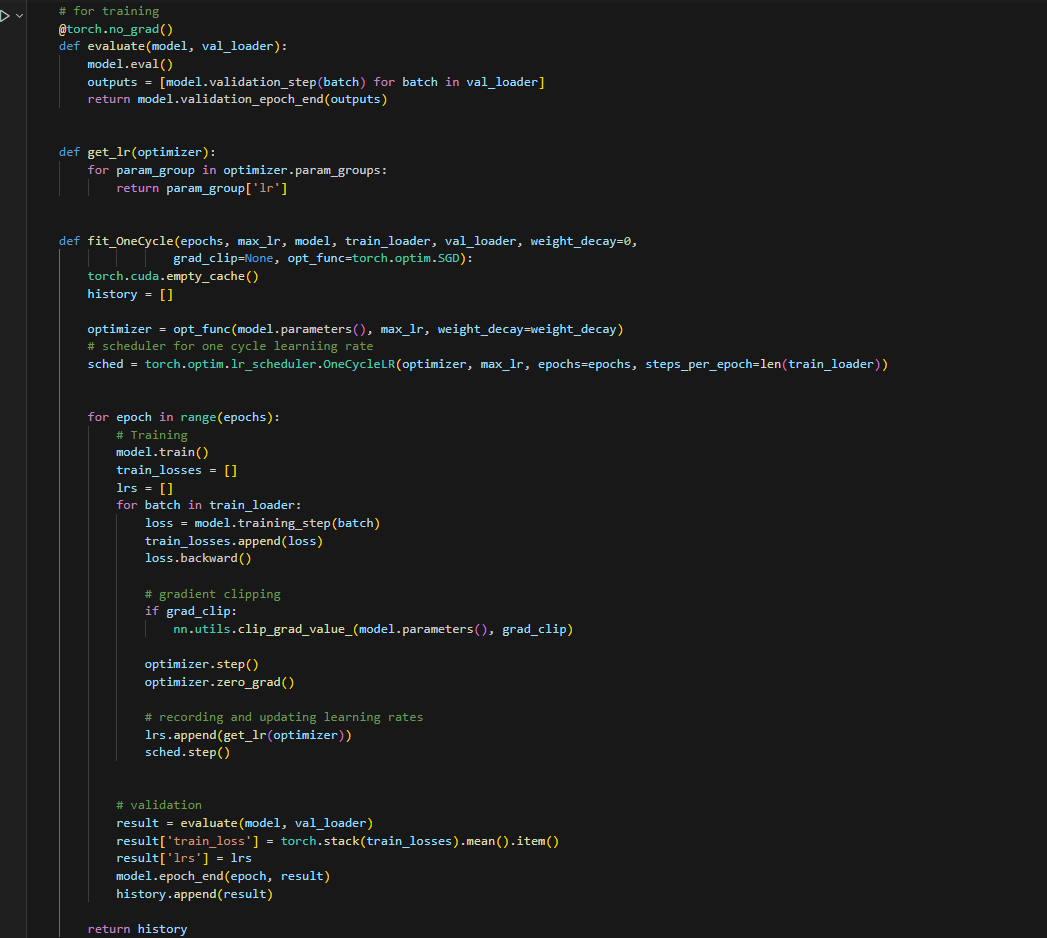 # for training
@torch.no_grad()
def evaluate(model, val_loader):
    model.eval()
    outputs = [model.validation_step(batch) for batch in val_loader]
    return model.validation_epoch_end(outputs)
def get_lr(optimizer):
    for param_group in optimizer.param_groups:
        return param_group['lr']
def fit_OneCycle(epochs, max_lr, model, train_loader, val_loader, weight_decay=0,
                grad_clip=None, opt_func=torch.optim.SGD):
    torch.cuda.empty_cache()
    history = []
    optimizer = opt_func(model.parameters(), max_lr, weight_decay=weight_decay)
    # scheduler for one cycle learniing rate
    sched = torch.optim.lr_scheduler.OneCycleLR(optimizer, max_lr, epochs=epochs, steps_per_epoch=len(train_loader))
    for epoch in range(epochs):
        # Training
        model.train()
        train_losses = []
        lrs = []
        for batch in train_loader:
            loss = model.training_step(batch)
            train_losses.append(loss)
            loss.backward()
            # gradient clipping
            if grad_clip:
                nn.utils.clip_grad_value_(model.parameters(), grad_clip)
            optimizer.step()
            optimizer.zero_grad()
            # recording and updating learning rates
            lrs.append(get_lr(optimizer))
            sched.step()
        # validation
        result = evaluate(model, val_loader)
        result['train_loss'] = torch.stack(train_losses).mean().item()
        result['lrs'] = lrs
        model.epoch_end(epoch, result)
        history.append(result)
    return history